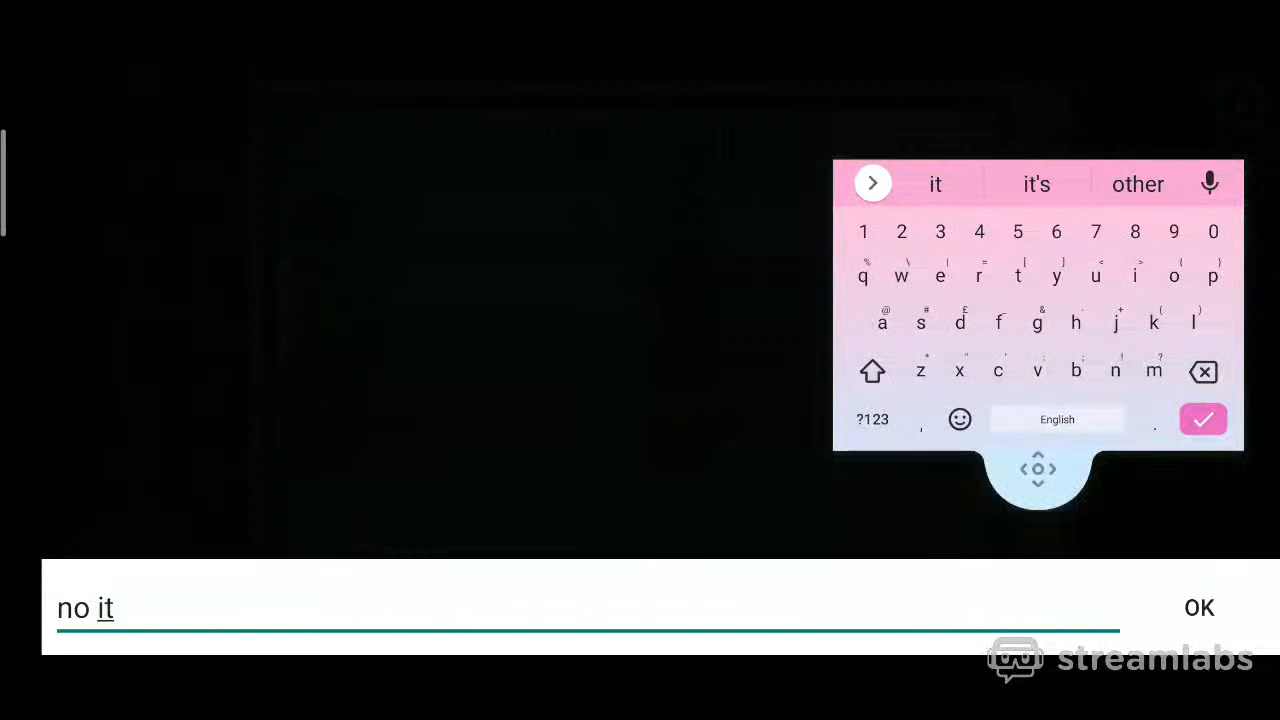 it it's other
1 2 3 4 5 6 7 8 9 0
% \ | = [ ] < > { }
q w e r t y u i o p
@ # £ _ & - + ( )
a s d f g h j k l
* " ' : ; ! ?
z x c v b n m
?123 , English .
no it
OK
streamlabs